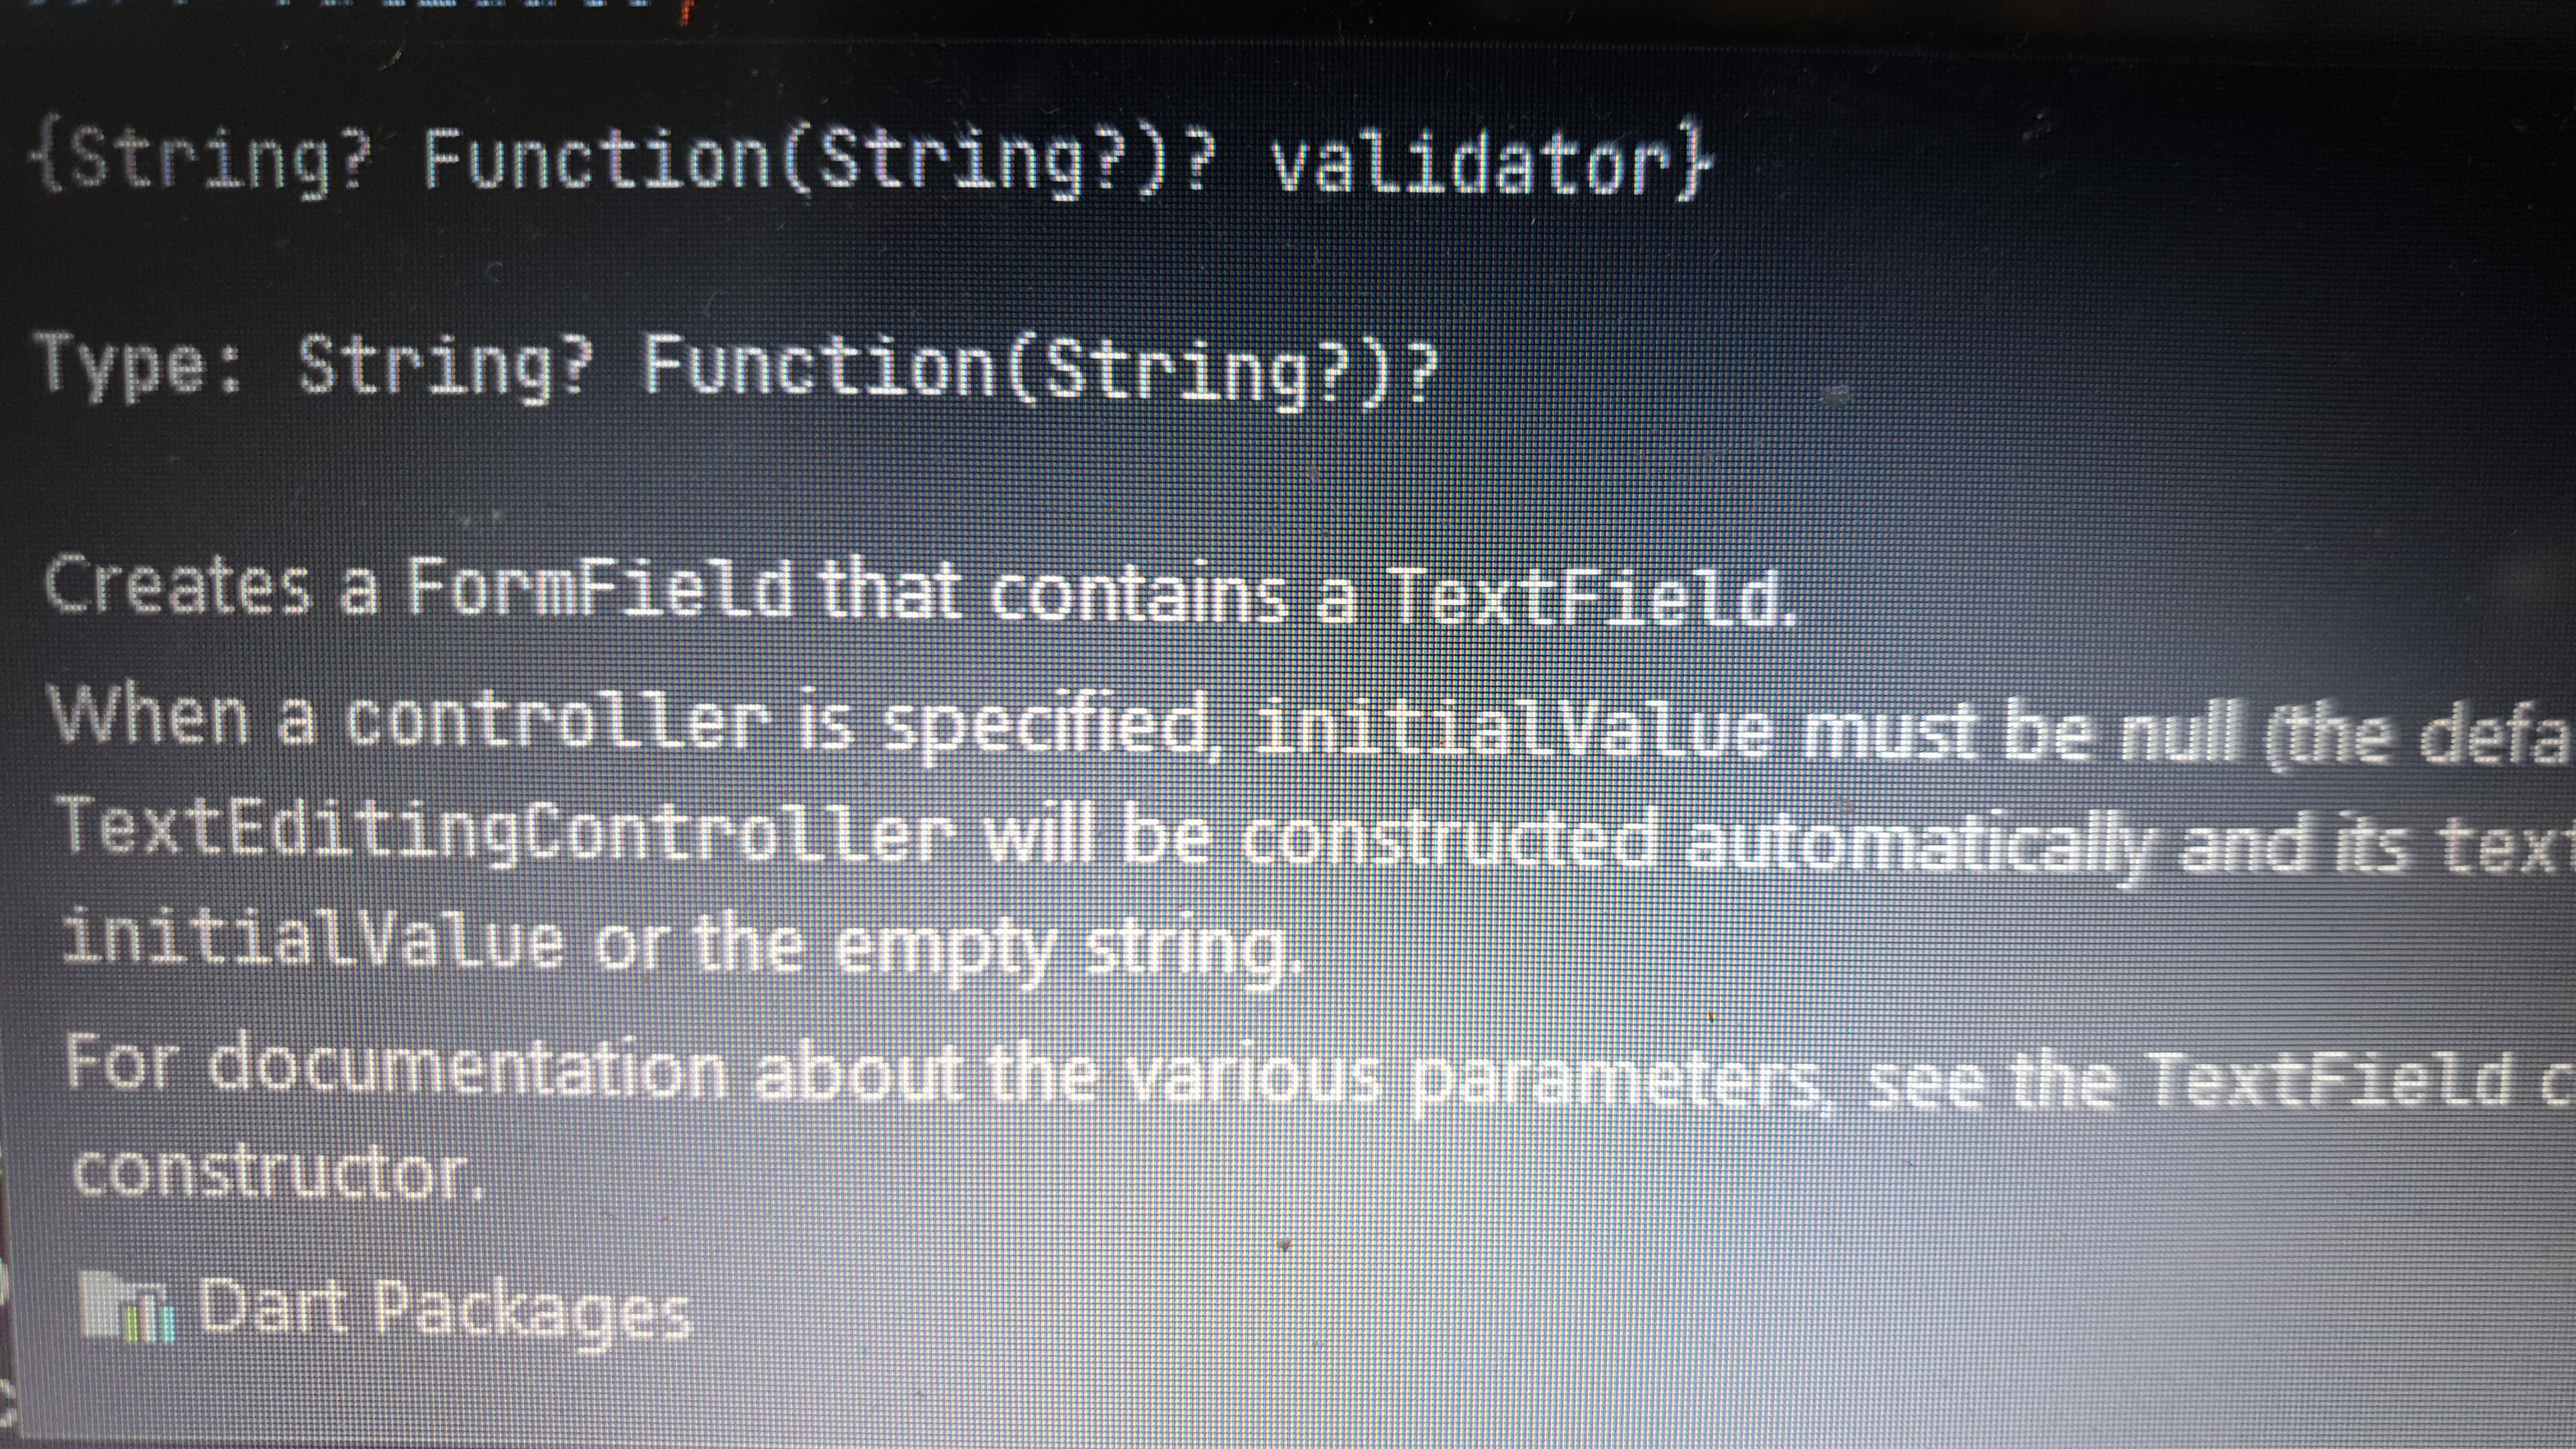 {String? Function(String?)? validator}
Type: String? Function(String?)?
Creates a FormField that contains a TextField.
When a controller is specified, initialValue must be null (the defa
TextEditingController will be constructed automatically and its text
initialValue or the empty string.
For documentation about the various parameters, see the TextField c
constructor.
Dart Packages